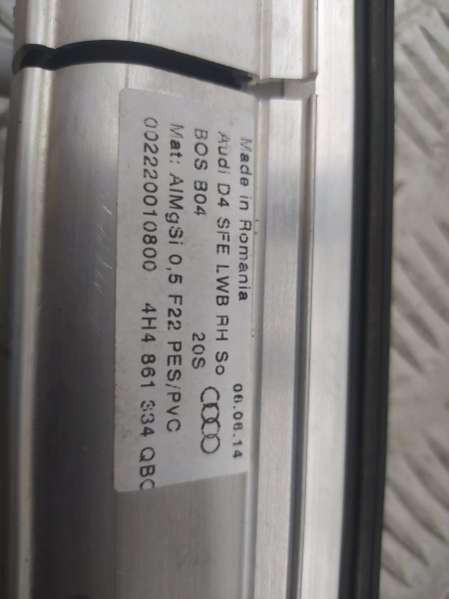 Made in Romania 06.06.14
Audi D4 SFE LWB RH So
BOS B04 20S
Mat: AlMgSi 0,5 F22 PES/PVC
002220010800 4H4 861 334 QBC